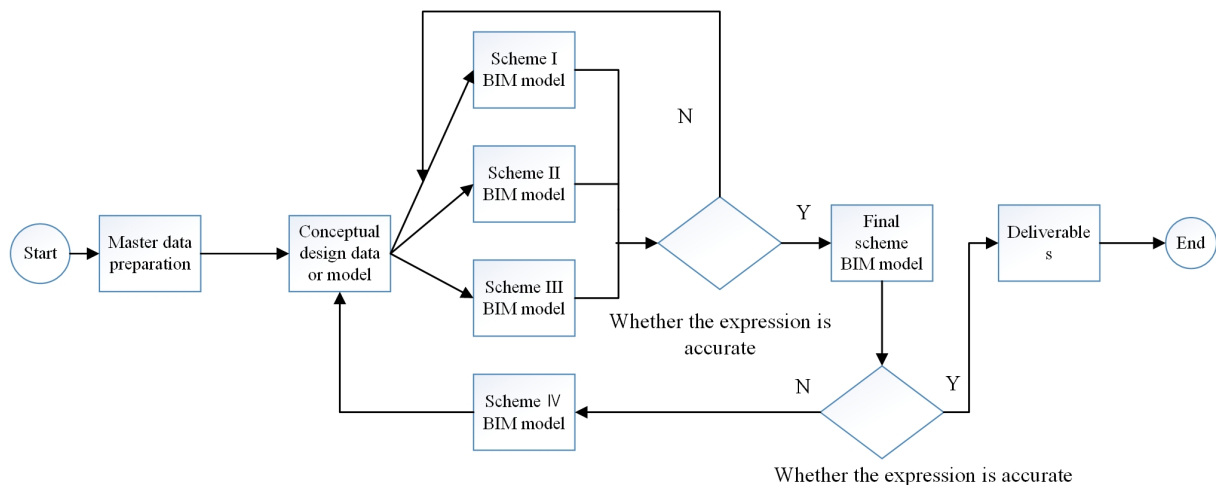 Start
Master data
preparation
Conceptual
design data
or model
Scheme I
BIM model
Scheme II
BIM model
Scheme III
BIM model
N
Whether the expression is
accurate
Y
Final
scheme
BIM model
Deliverable
s
End
N
Y
Scheme IV
BIM model
Whether the expression is accurate